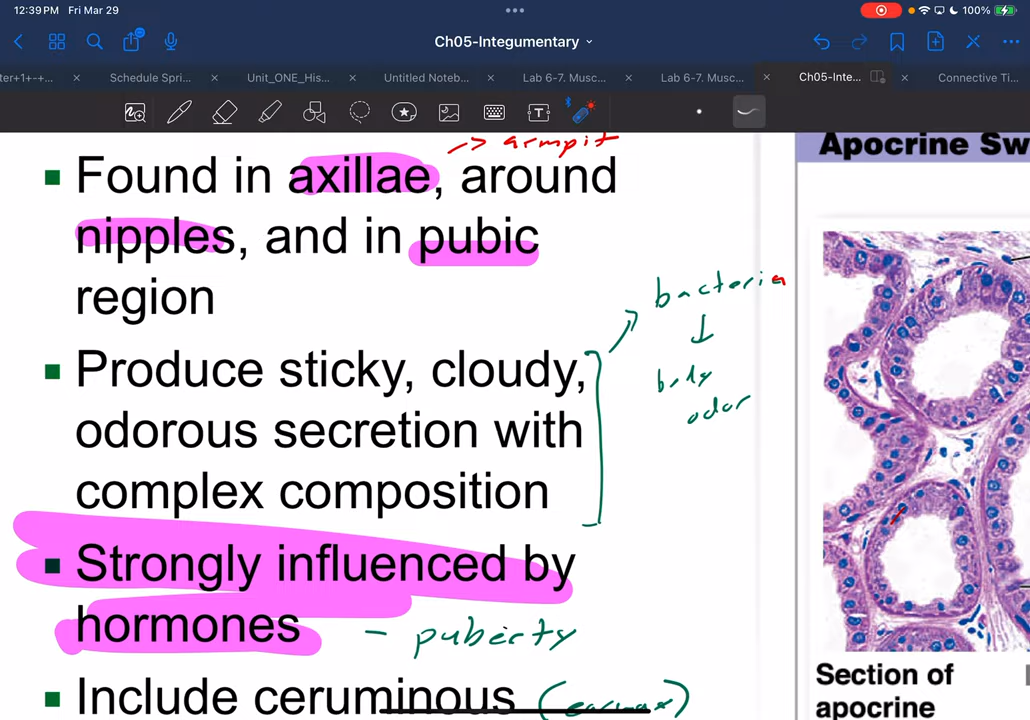 12:39 PM Fri Mar 29
100%
Ch05-Integumentary
ter+1+-+...
Schedule Spri...
Unit_ONE_His...
Untitled Noteb...
Lab 6-7. Musc...
Lab 6-7. Musc...
Ch05-Inte...
Connective Ti...
-> armpit
Apocrine Sw
▪ Found in axillae, around
nipples, and in pubic
region
bacteria
body
odor
▪ Produce sticky, cloudy,
odorous secretion with
complex composition
▪ Strongly influenced by
hormones
- puberty
▪ Include ceruminous
(earwax)
Section of
apocrine